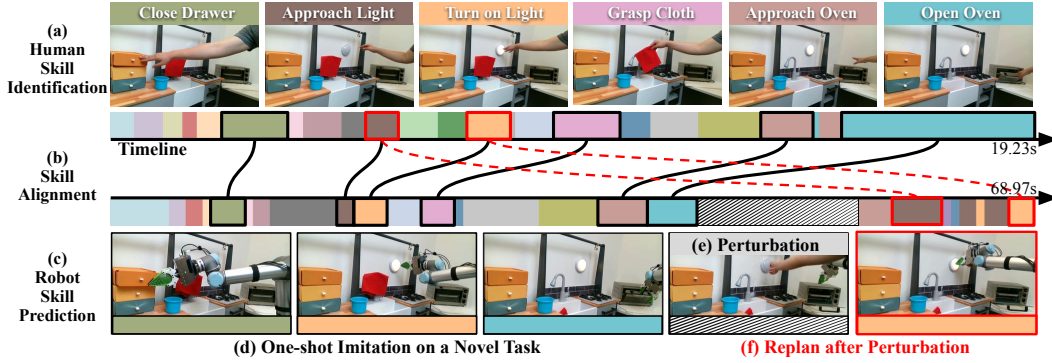 Close Drawer
Approach Light
Turn on Light
Grasp Cloth
Approach Oven
Open Oven
(a)
Human
Skill
Identification
Timeline
19.23s
(b)
Skill
Alignment
68.97s
(c)
Robot
Skill
Prediction
(e) Perturbation
(d) One-shot Imitation on a Novel Task
(f) Replan after Perturbation